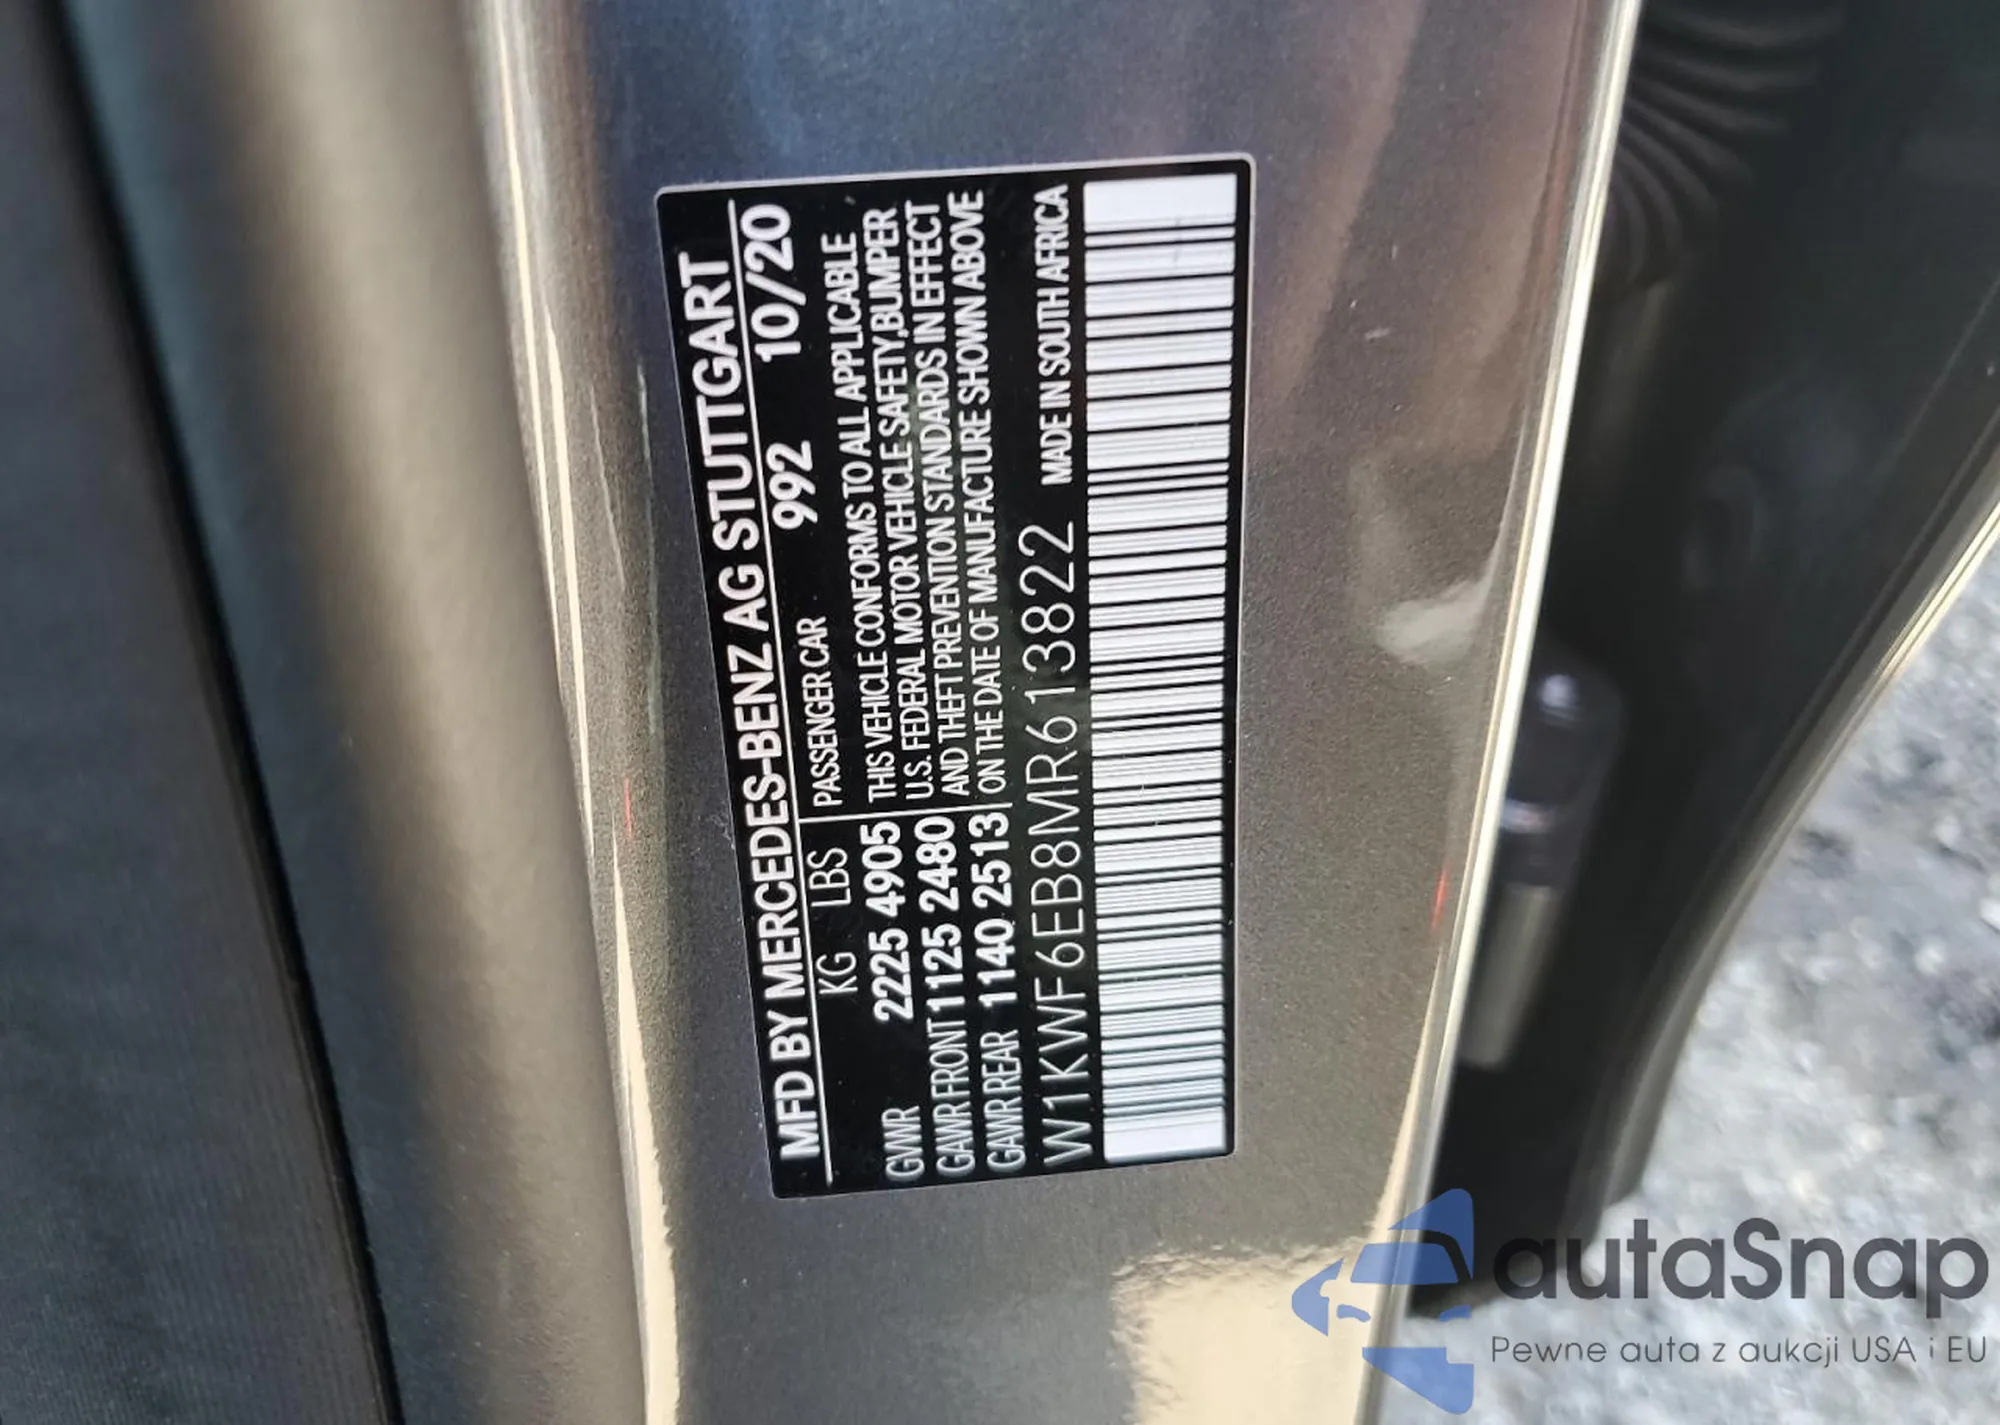 MFD BY MERCEDES-BENZ AG STUTTGART
KG LBS PASSENGER CAR 992 10/20
GVWR 2225 4905 THIS VEHICLE CONFORMS TO ALL APPLICABLE
GAWR FRONT 1125 2480 U.S. FEDERAL MOTOR VEHICLE SAFETY, BUMPER
GAWR REAR 1140 2513 AND THEFT PREVENTION STANDARDS IN EFFECT
ON THE DATE OF MANUFACTURE SHOWN ABOVE
W1KWF6EB8MR613822 MADE IN SOUTH AFRICA
autaSnap
Pewne auta z aukcji USA i EU